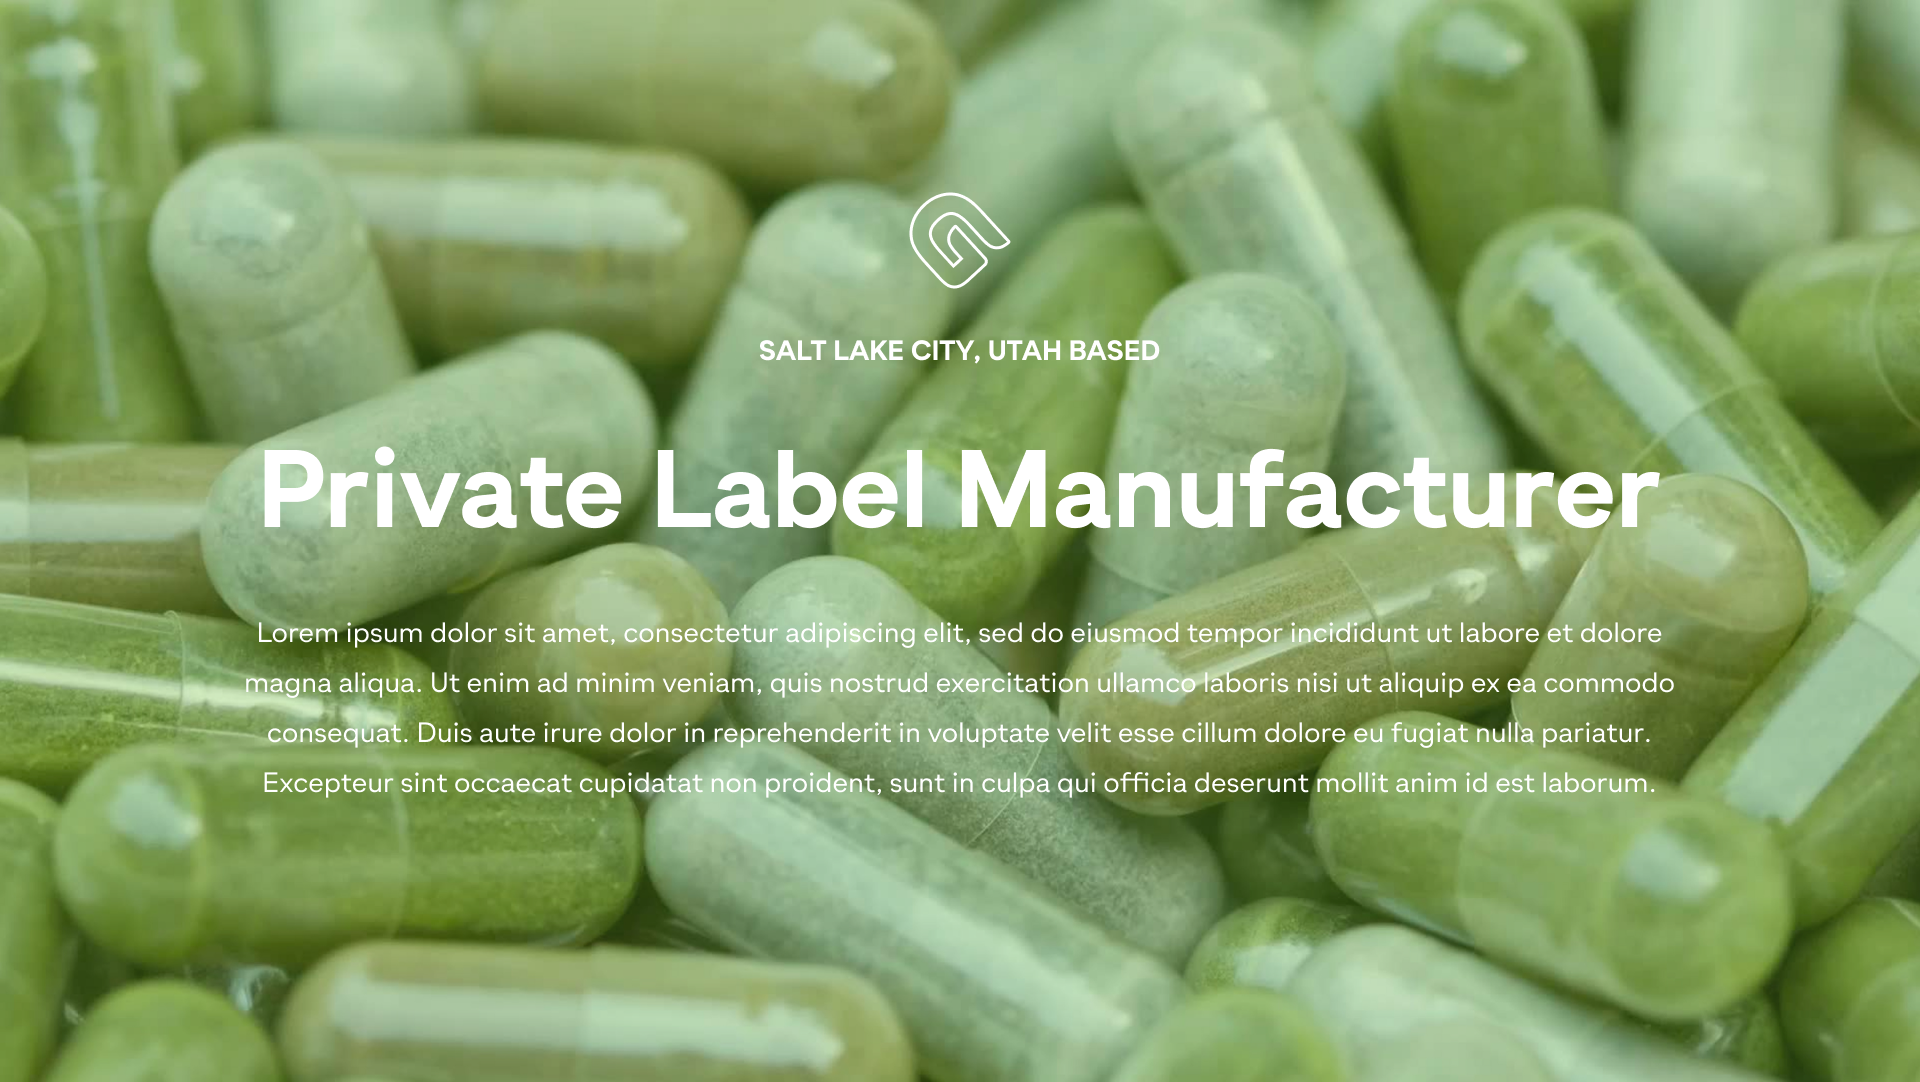 SALT LAKE CITY, UTAH BASED
Private Label Manufacturer
Lorem ipsum dolor sit amet, consectetur adipiscing elit, sed do eiusmod tempor incididunt ut labore et dolore
magna aliqua. Ut enim ad minim veniam, quis nostrud exercitation ullamco laboris nisi ut aliquip ex ea commodo
consequat. Duis aute irure dolor in reprehenderit in voluptate velit esse cillum dolore eu fugiat nulla pariatur.
Excepteur sint occaecat cupidatat non proident, sunt in culpa qui officia deserunt mollit anim id est laborum.